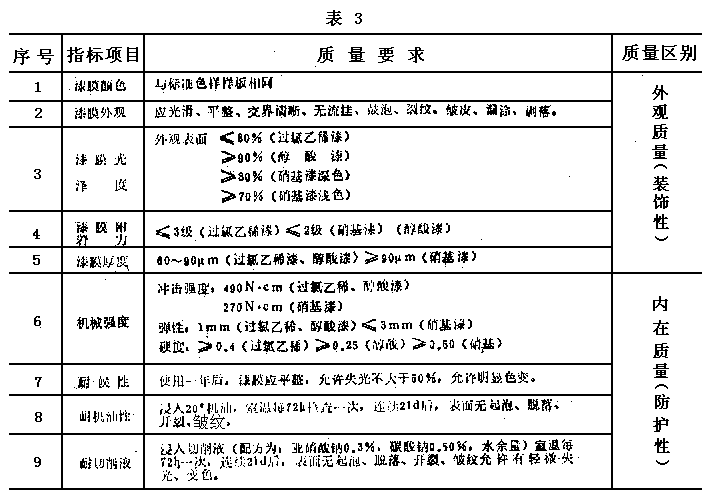 表 3
序号 指标项目 质量要求 质量区别
1 漆膜颜色 与标准色样样板相同
2 漆膜外观 应光滑、平整、交界清晰、无流挂、鼓泡、裂纹、皱皮、漏涂、剥落。
外观质量(装饰性)
3 漆膜光泽度
外观表面 ≤80%(过氯乙稀漆)
≥90%(醇酸漆)
≥80%(硝基漆深色)
≥70%(硝基漆浅色)
4 漆膜附着力 ≤3级(过氯乙稀漆)≤2级(硝基漆)(醇酸漆)
5 漆膜厚度 60~90μm(过氯乙稀漆、醇酸漆)≥90μm(硝基漆)
内在质量(防护性)
6 机械强度
冲击强度:490N·cm(过氯乙稀、醇酸漆)
270N·cm(硝基漆)
弹性:1mm(过氯乙稀、醇酸漆)≤3mm(硝基漆)
硬度:≥0.4(过氯乙稀)≥0.25(醇酸)≥0.50(硝基)
7 耐候性 使用一年后,漆膜应平整,允许失光不大于50%,允许明显色变。
8 耐机油性
浸入20#机油,室温每72h检查一次,连续21d后,表面无起泡、脱落、
开裂、皱纹,
9 耐切削液
浸入切削液(配方为:亚硝酸钠0.3%,碳酸钠0.50%,水余量)室温每
72h一次,连续21d后,表面无起泡、脱落、开裂、皱纹允许有轻微失
光、变色。